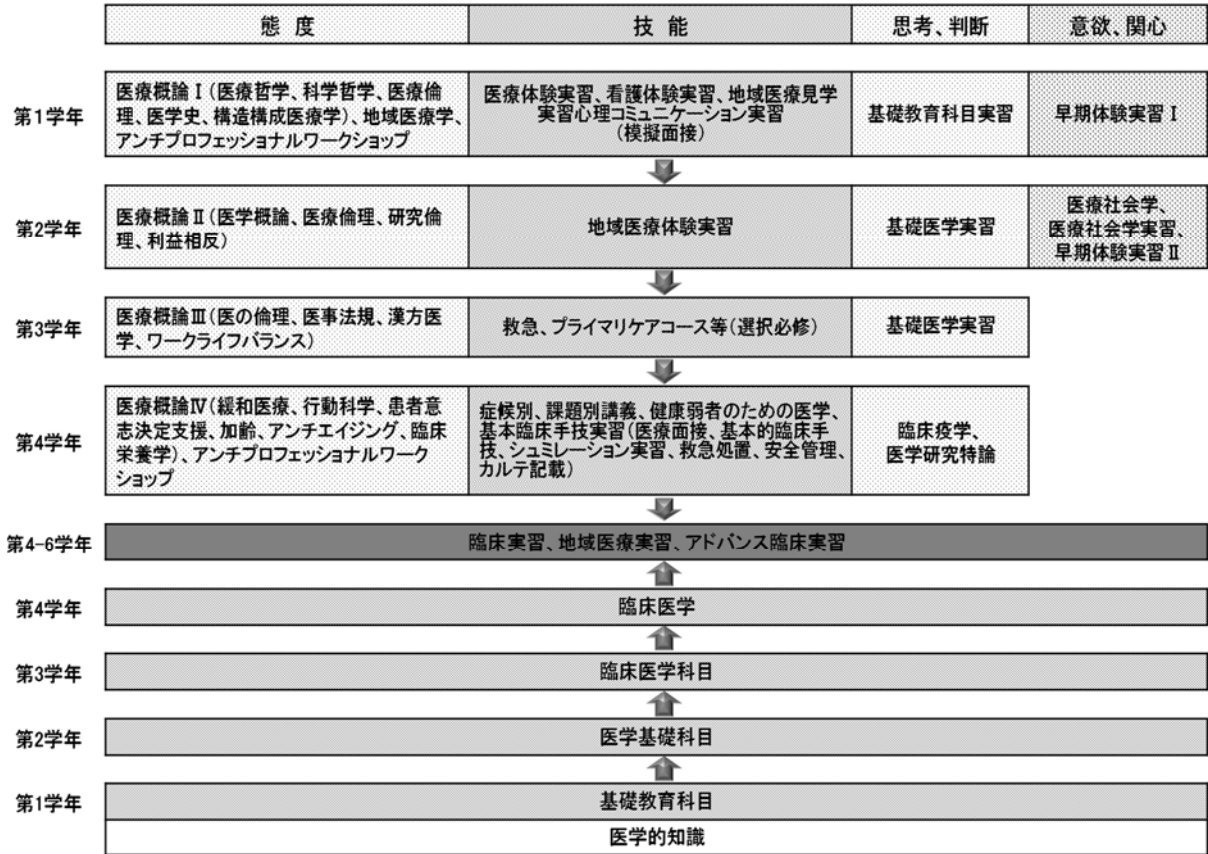 態 度
技 能
思考、判断
意欲、関心
第1学年
医療概論Ⅰ(医療哲学、科学哲学、医療倫
理、医学史、構造構成医療学)、地域医療学、
アンチプロフェッショナルワークショップ
医療体験実習、看護体験実習、地域医療見学
実習心理コミュニケーション実習
(模擬面接)
基礎教育科目実習
早期体験実習Ⅰ
第2学年
医療概論Ⅱ(医学概論、医療倫理、研究倫
理、利益相反)
地域医療体験実習
基礎医学実習
医療社会学、
医療社会学実習、
早期体験実習Ⅱ
第3学年
医療概論Ⅲ(医の倫理、医事法規、漢方医
学、ワークライフバランス)
救急、プライマリケアコース等(選択必修)
基礎医学実習
第4学年
医療概論Ⅳ(緩和医療、行動科学、患者意
志決定支援、加齢、アンチエイジング、臨床
栄養学)、アンチプロフェッショナルワーク
ショップ
症候別、課題別講義、健康弱者のための医学、
基本臨床手技実習(医療面接、基本的臨床手
技、シュミレーション実習、救急処置、安全管理、
カルテ記載)
臨床疫学、
医学研究特論
第4-6学年
臨床実習、地域医療実習、アドバンス臨床実習
第4学年
臨床医学
第3学年
臨床医学科目
第2学年
医学基礎科目
第1学年
基礎教育科目
医学的知識